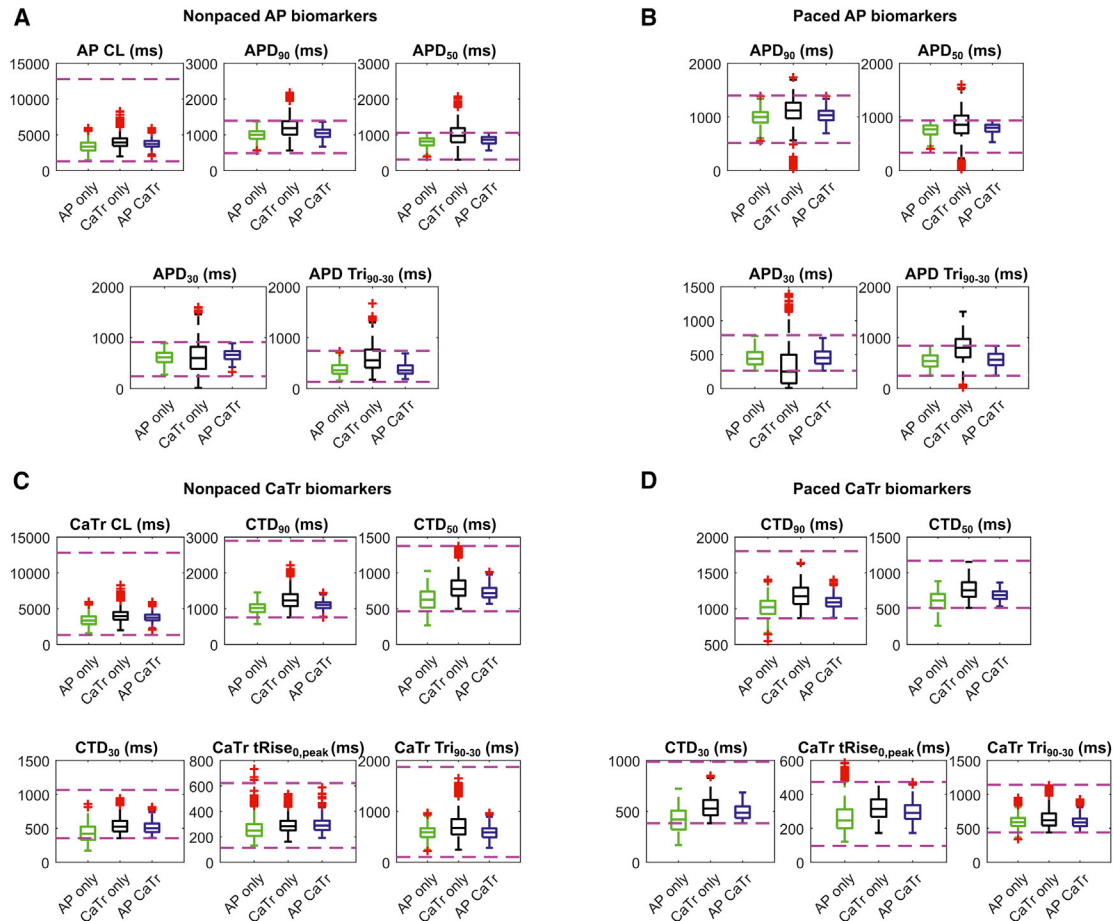 A
Nonpaced AP biomarkers
AP CL (ms)
15000
10000
5000
0
AP only
CaTr only
AP CaTr
APD90 (ms)
3000
2000
1000
0
AP only
CaTr only
AP CaTr
APD50 (ms)
3000
2000
1000
0
AP only
CaTr only
AP CaTr
APD30 (ms)
2000
1000
0
AP only
CaTr only
AP CaTr
APD Tri90-30 (ms)
2000
1000
0
AP only
CaTr only
AP CaTr
B
Paced AP biomarkers
APD90 (ms)
2000
1000
0
AP only
CaTr only
AP CaTr
APD50 (ms)
2000
1000
0
AP only
CaTr only
AP CaTr
APD30 (ms)
1500
1000
500
0
AP only
CaTr only
AP CaTr
APD Tri90-30 (ms)
2000
1000
0
AP only
CaTr only
AP CaTr
C
Nonpaced CaTr biomarkers
CaTr CL (ms)
15000
10000
5000
0
AP only
CaTr only
AP CaTr
CTD90 (ms)
3000
2000
1000
0
AP only
CaTr only
AP CaTr
CTD50 (ms)
1500
1000
500
0
AP only
CaTr only
AP CaTr
CTD30 (ms)
1500
1000
500
0
AP only
CaTr only
AP CaTr
CaTr tRise0,peak (ms)
800
600
400
200
0
AP only
CaTr only
AP CaTr
CaTr Tri90-30 (ms)
2000
1500
1000
500
0
AP only
CaTr only
AP CaTr
D
Paced CaTr biomarkers
CTD90 (ms)
2000
1500
1000
500
AP only
CaTr only
AP CaTr
CTD50 (ms)
1500
1000
500
0
AP only
CaTr only
AP CaTr
CTD30 (ms)
1000
500
0
AP only
CaTr only
AP CaTr
CaTr tRise0,peak (ms)
600
400
200
0
AP only
CaTr only
AP CaTr
CaTr Tri90-30 (ms)
1500
1000
500
0
AP only
CaTr only
AP CaTr